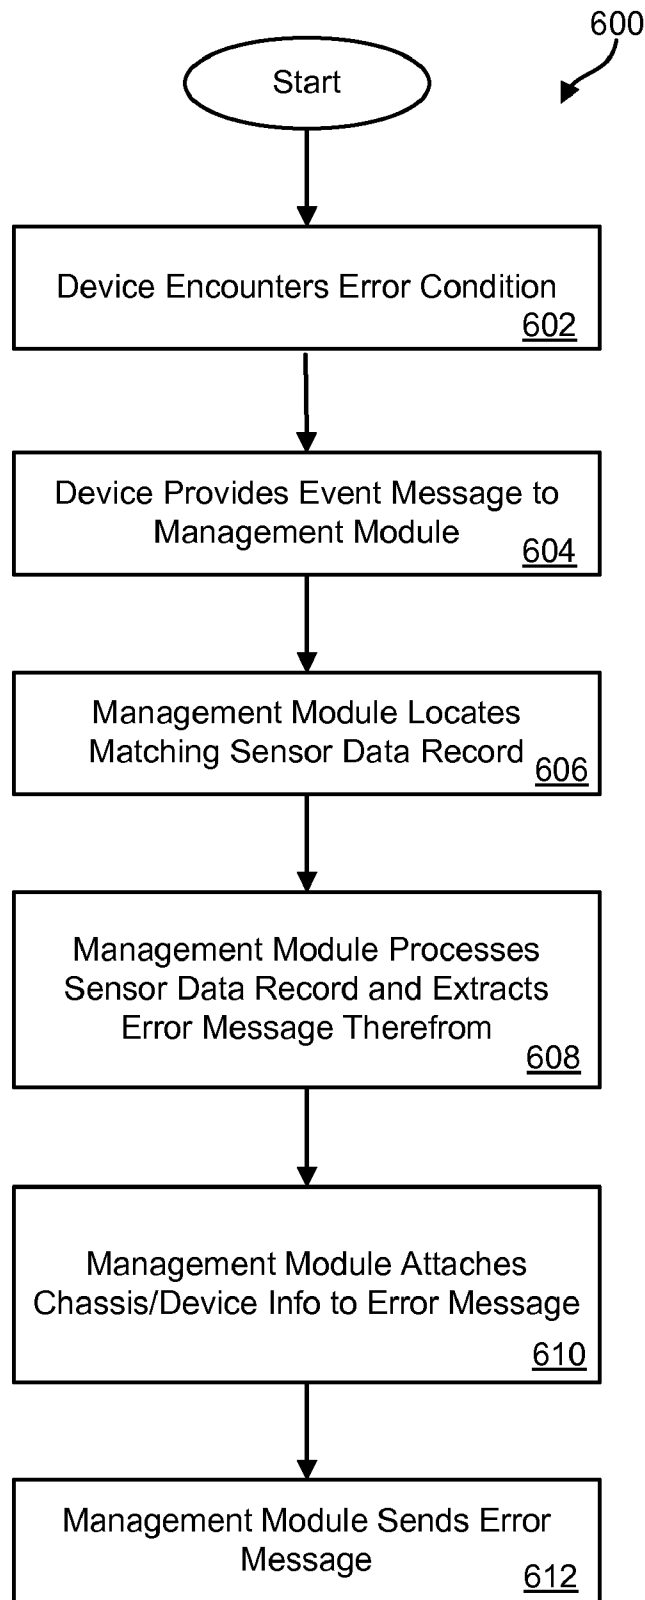 600
Start
Device Encounters Error Condition
602
Device Provides Event Message to
Management Module
604
Management Module Locates
Matching Sensor Data Record
606
Management Module Processes
Sensor Data Record and Extracts
Error Message Therefrom
608
Management Module Attaches
Chassis/Device Info to Error Message
610
Management Module Sends Error
Message
612